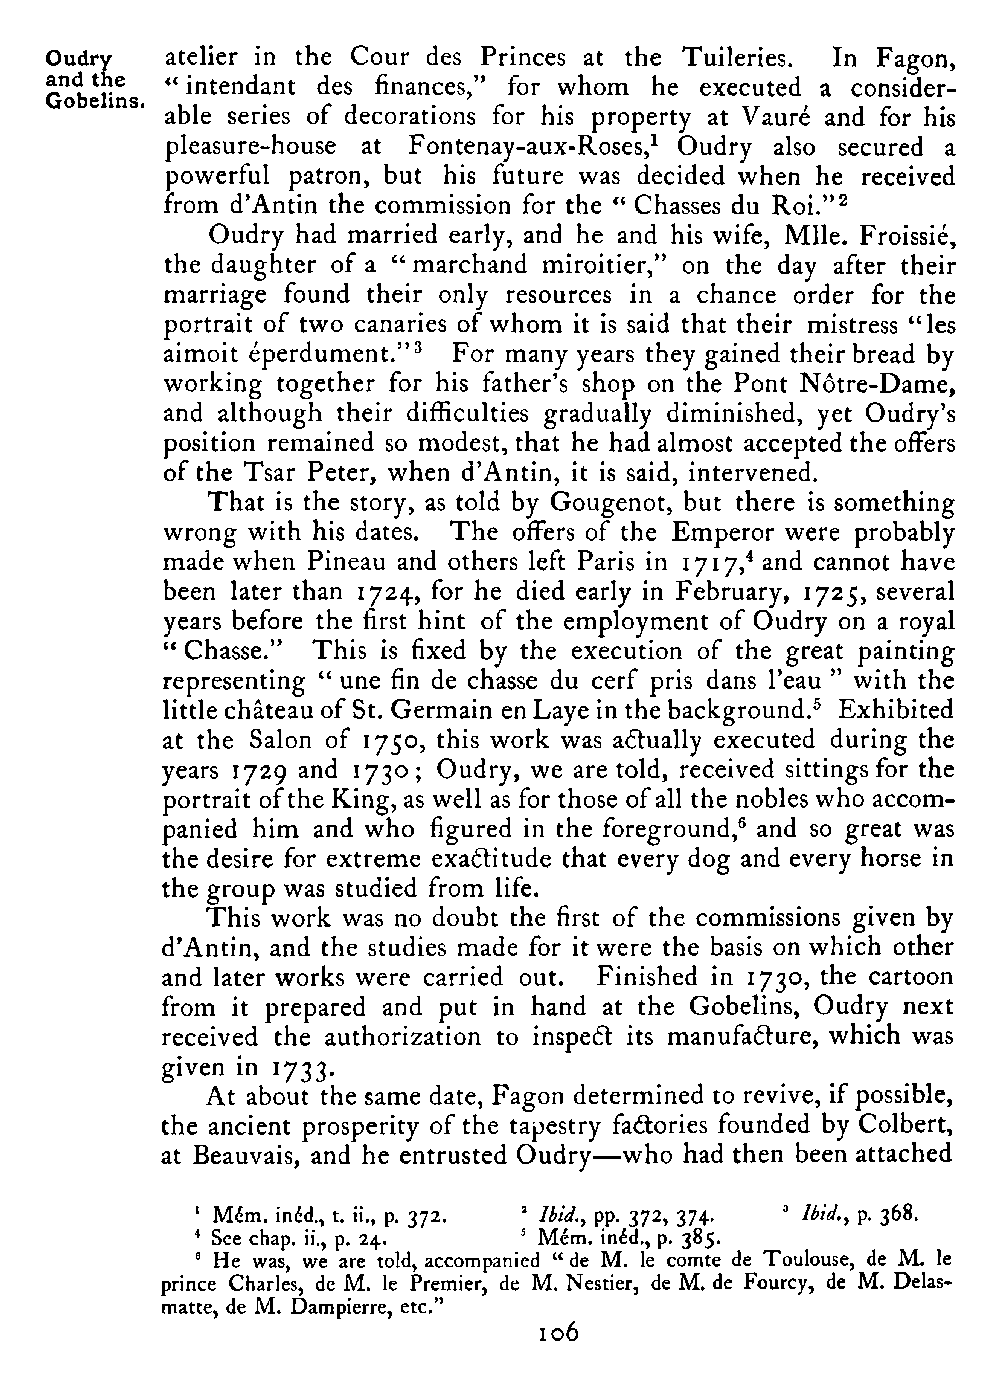 Oudry
and the
Gobelins.
atelier in the Cour des Princes at the Tuileries. In Fagon,
“ intendant des finances,” for whom he executed a consider-
able series of decorations for his property at Vauré and for his
pleasure-house at Fontenay-aux-Roses,¹ Oudry also secured a
powerful patron, but his future was decided when he received
from d’Antin the commission for the “ Chasses du Roi.”²
Oudry had married early, and he and his wife, Mlle. Froissié,
the daughter of a “ marchand miroitier,” on the day after their
marriage found their only resources in a chance order for the
portrait of two canaries of whom it is said that their mistress “les
aimoit éperdument.”³ For many years they gained their bread by
working together for his father’s shop on the Pont Nôtre-Dame,
and although their difficulties gradually diminished, yet Oudry’s
position remained so modest, that he had almost accepted the offers
of the Tsar Peter, when d’Antin, it is said, intervened.
That is the story, as told by Gougenot, but there is something
wrong with his dates. The offers of the Emperor were probably
made when Pineau and others left Paris in 1717,⁴ and cannot have
been later than 1724, for he died early in February, 1725, several
years before the first hint of the employment of Oudry on a royal
“ Chasse.” This is fixed by the execution of the great painting
representing “ une fin de chasse du cerf pris dans l’eau ” with the
little château of St. Germain en Laye in the background.⁵ Exhibited
at the Salon of 1750, this work was actually executed during the
years 1729 and 1730; Oudry, we are told, received sittings for the
portrait of the King, as well as for those of all the nobles who accom-
panied him and who figured in the foreground,⁶ and so great was
the desire for extreme exactitude that every dog and every horse in
the group was studied from life.
This work was no doubt the first of the commissions given by
d’Antin, and the studies made for it were the basis on which other
and later works were carried out. Finished in 1730, the cartoon
from it prepared and put in hand at the Gobelins, Oudry next
received the authorization to inspect its manufacture, which was
given in 1733.
At about the same date, Fagon determined to revive, if possible,
the ancient prosperity of the tapestry factories founded by Colbert,
at Beauvais, and he entrusted Oudry—who had then been attached
¹ Mém. inéd., t. ii., p. 372. ² Ibid., pp. 372, 374. ³ Ibid., p. 368.
⁴ See chap. ii., p. 24. ⁵ Mém. inéd., p. 385.
⁶ He was, we are told, accompanied “ de M. le comte de Toulouse, de M. le
prince Charles, de M. le Premier, de M. Nestier, de M. de Fourcy, de M. Delas-
matte, de M. Dampierre, etc.”
106